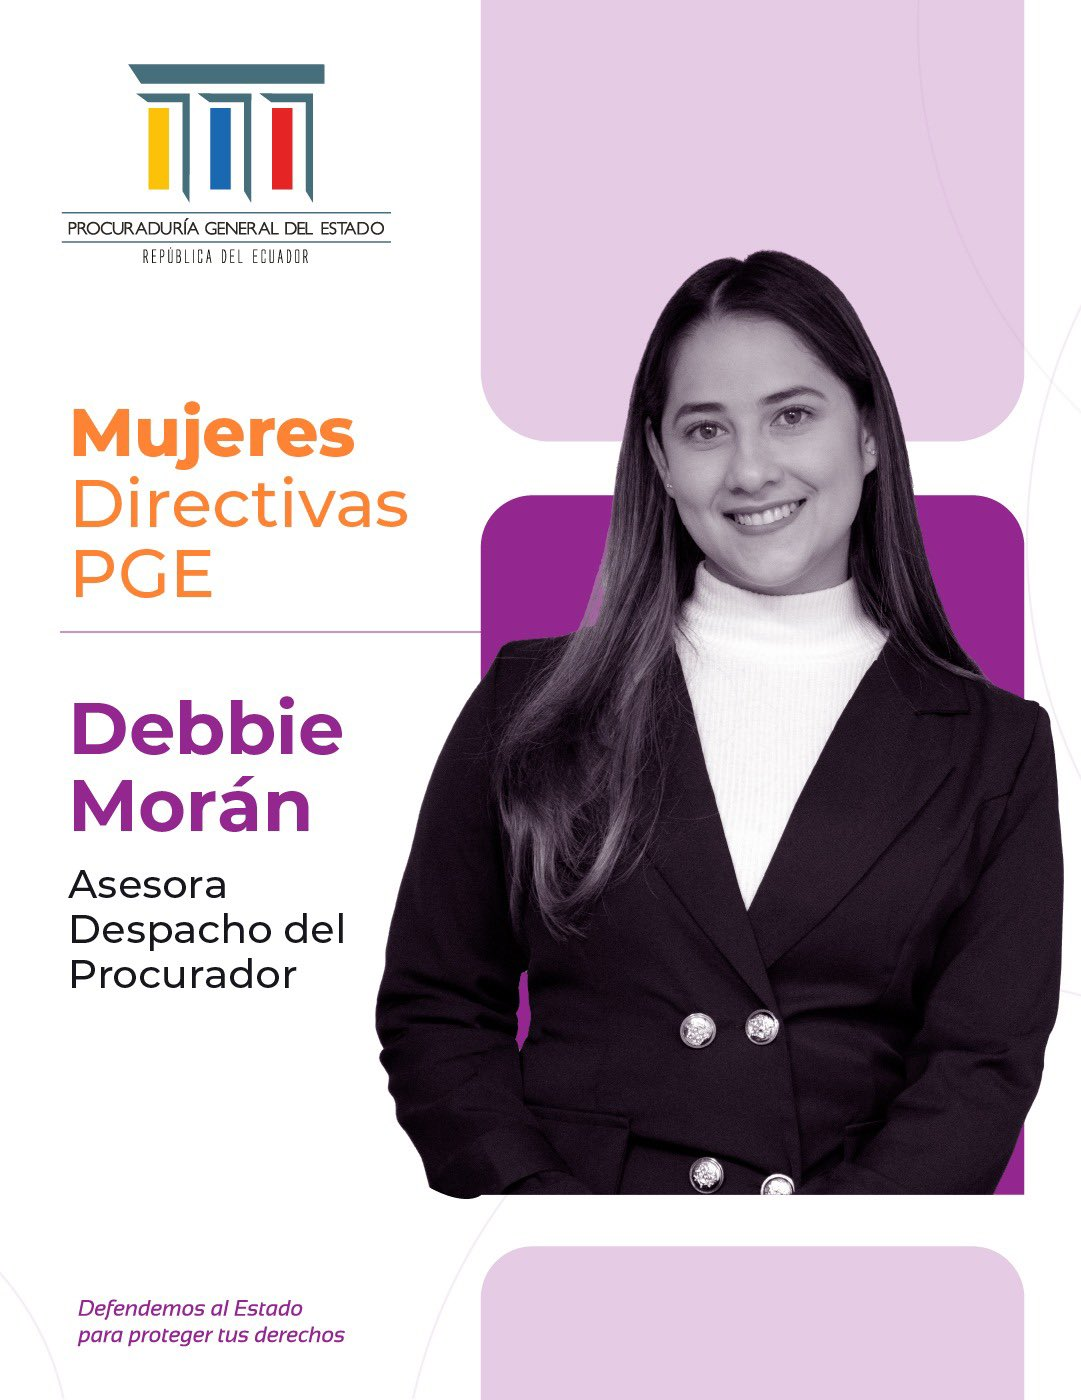 PROCURADURÍA GENERAL DEL ESTADO
REPÚBLICA DEL ECUADOR
Mujeres
Directivas
PGE
Debbie
Morán
Asesora
Despacho del
Procurador
Defendemos al Estado
para proteger tus derechos